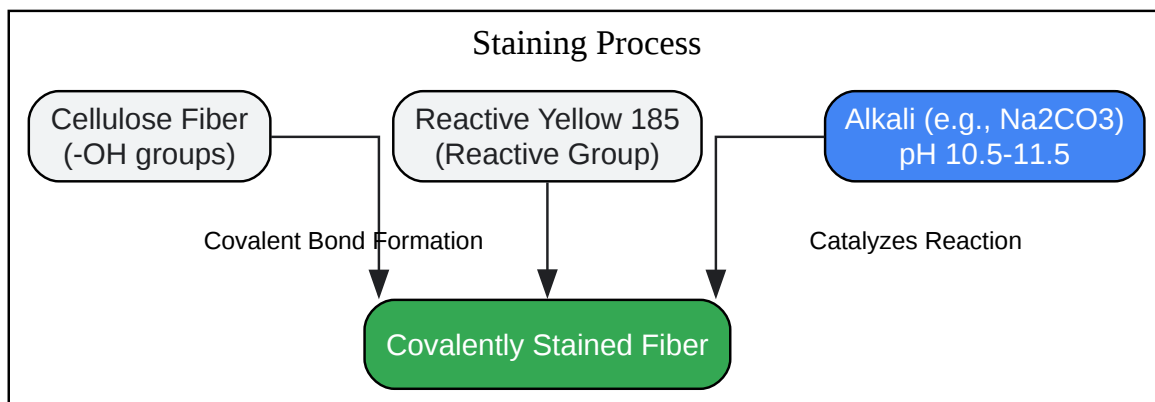 Staining Process
Cellulose Fiber
(-OH groups)
Reactive Yellow 185
(Reactive Group)
Alkali (e.g., Na2CO3)
pH 10.5-11.5
Covalent Bond Formation
Catalyzes Reaction
Covalently Stained Fiber